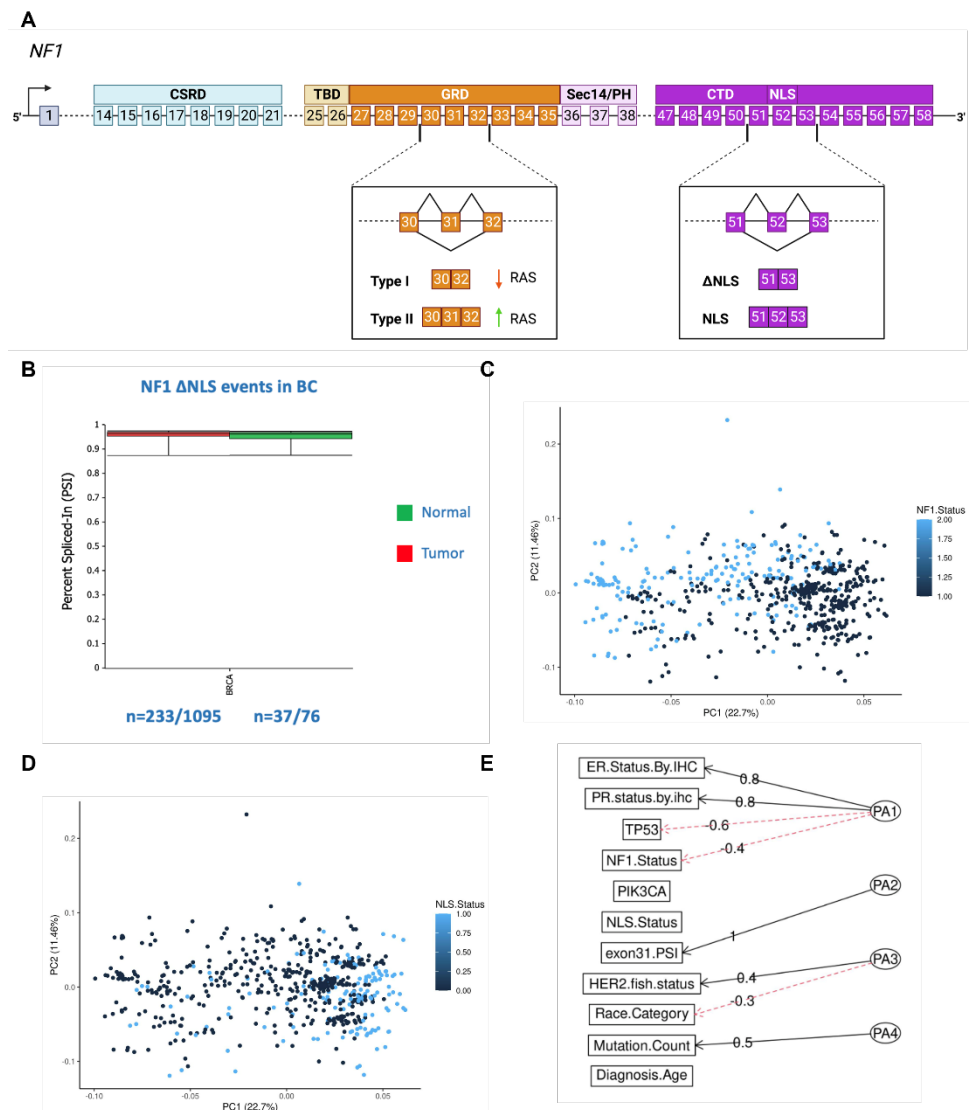 A
NF1
CSRD TBD GRD Sec14/PH CTD NLS
5' 1 14 15 16 17 18 19 20 21 25 26 27 28 29 30 31 32 33 34 35 36 37 38 47 48 49 50 51 52 53 54 55 56 57 58 3'
30 31 32
51 52 53
Type I 30 32 RAS
ΔNLS 51 53
Type II 30 31 32 RAS
NLS 51 52 53
B
NF1 ΔNLS events in BC
Percent Spliced-In (PSI)
1
0.9
0.8
0.7
0.6
0.5
0.4
0.3
0.2
0.1
0
BRCA
Normal
Tumor
n=233/1095 n=37/76
C
PC2 (11.46%)
0.2
0.1
0.0
-0.1
-0.10 -0.05 0.00 0.05
PC1 (22.7%)
NF1.Status
2.00
1.75
1.50
1.25
1.00
D
PC2 (11.46%)
0.2
0.1
0.0
-0.1
-0.10 -0.05 0.00 0.05
PC1 (22.7%)
NLS.Status
1.00
0.75
0.50
0.25
0.00
E
ER.Status.By.IHC
0.8
PR.status.by.ihc
0.8
PA1
TP53
-0.6
NF1.Status
-0.4
PIK3CA
PA2
NLS.Status
exon31.PSI
1
HER2.fish.status
0.4
PA3
Race.Category
-0.3
Mutation.Count
0.5
PA4
Diagnosis.Age